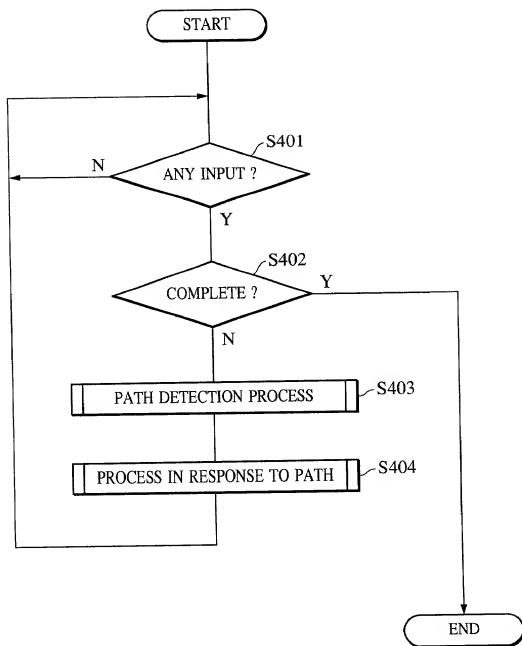 START
S401
N
ANY INPUT ?
Y
S402
COMPLETE ?
Y
N
PATH DETECTION PROCESS
S403
PROCESS IN RESPONSE TO PATH
S404
END